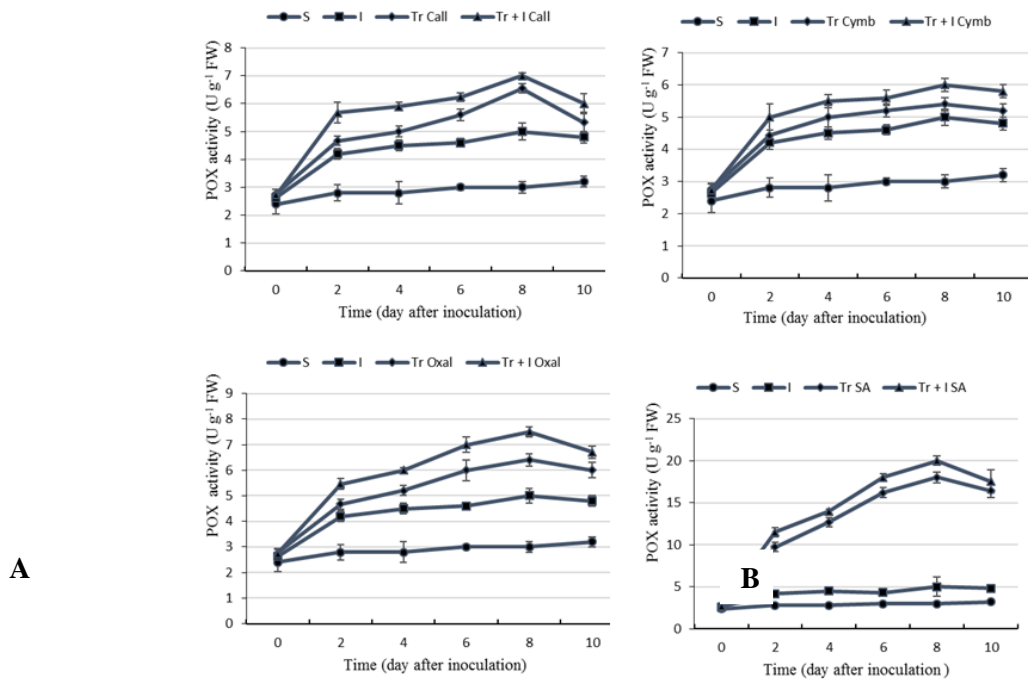 S I Tr Call Tr + I Call
POX activity (U g-1 FW)
8
7
6
5
4
3
2
1
0
0 2 4 6 8 10
Time (day after inoculation)
S I Tr Cymb Tr + I Cymb
POX activity (U g-1 FW)
7
6
5
4
3
2
1
0
0 2 4 6 8 10
Time (day after inoculation)
S I Tr Oxal Tr + I Oxal
POX activity (U g-1 FW)
9
8
7
6
5
4
3
2
1
0
0 2 4 6 8 10
Time (day after inoculation)
A
S I Tr SA Tr + I SA
POX activity (U g-1 FW)
25
20
15
10
5
0
0 2 4 6 8 10
Time (day after inoculation )
B